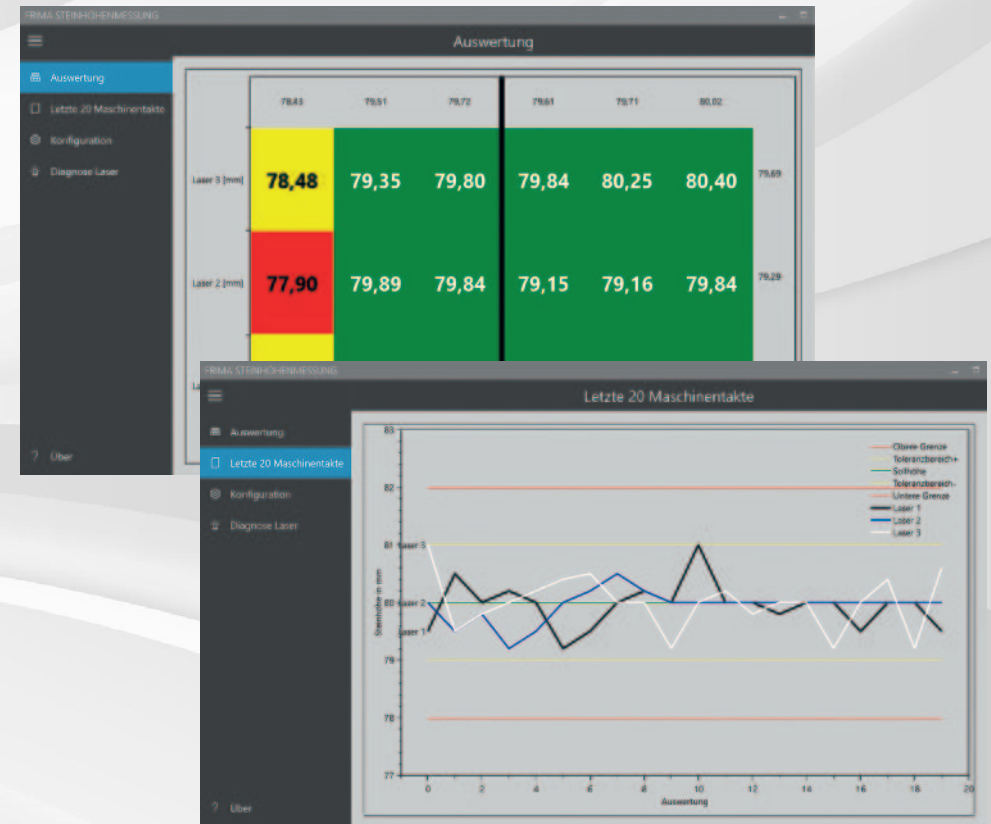 FRIMA STEINHÖHENMESSUNG
Auswertung
Auswertung
Letzte 20 Maschinentakte
Konfiguration
Diagnose Laser
? Über
78,43 79,51 79,72 79,61 79,71 80,02
Laser 3 [mm] 78,48 79,35 79,80 79,84 80,25 80,40 79,69
Laser 2 [mm] 77,90 79,89 79,84 79,15 79,16 79,84 79,29
FRIMA STEINHÖHENMESSUNG
Letzte 20 Maschinentakte
Auswertung
Letzte 20 Maschinentakte
Konfiguration
Diagnose Laser
? Über
Obere Grenze
Toleranzbereich+
Sollhöhe
Toleranzbereich-
Untere Grenze
Laser 1
Laser 2
Laser 3
Steinhöhe in mm
83
82
81 Laser 3
80 Laser 2
Laser 1
79
78
77
0 2 4 6 8 10 12 14 16 18 20
Auswertung